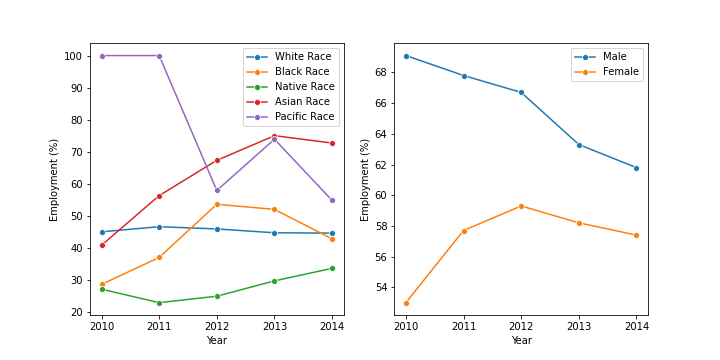 100
90
80
70
60
50
40
30
20
Employment (%)
2010 2011 2012 2013 2014
Year
White Race
Black Race
Native Race
Asian Race
Pacific Race
68
66
64
62
60
58
56
54
Employment (%)
2010 2011 2012 2013 2014
Year
Male
Female